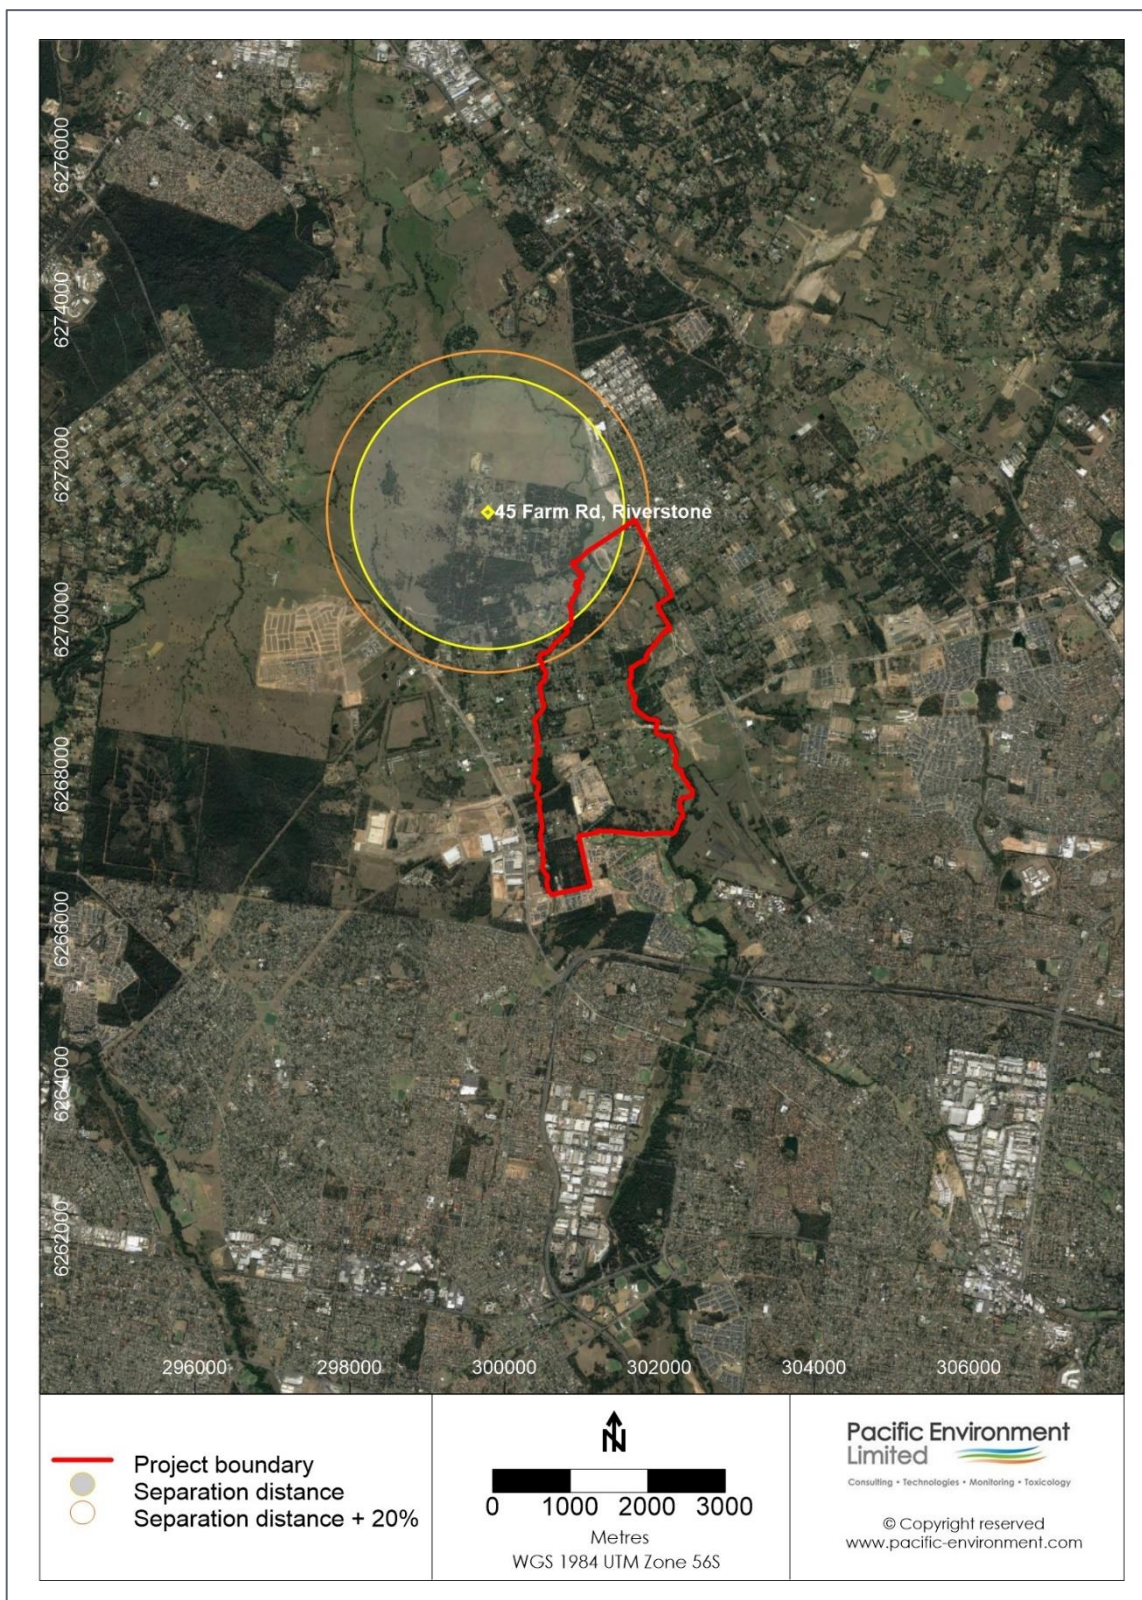 6276000
6274000
6272000
45 Farm Rd, Riverstone
6270000
6268000
6266000
6264000
6262000
296000 298000 300000 302000 304000 306000
Project boundary
Separation distance
Separation distance + 20%
N
0 1000 2000 3000
Metres
WGS 1984 UTM Zone 56S
Pacific Environment
Limited
Consulting • Technologies • Monitoring • Toxicology
© Copyright reserved
www.pacific-environment.com